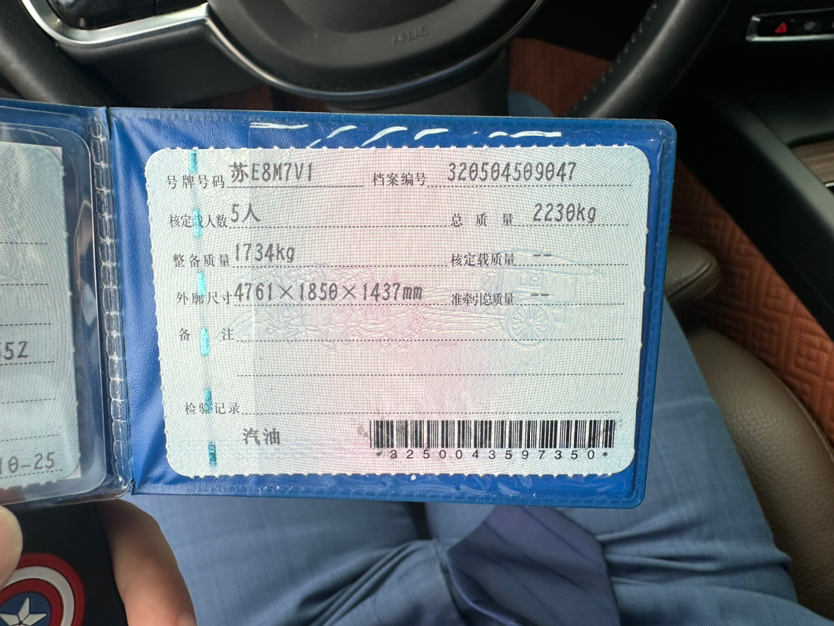 AIRBAG
号牌号码 苏E8M7V1 档案编号 320504509047
核定载人数 5人 总质量 2230kg
整备质量 1734kg 核定载质量 --
外廓尺寸 4761×1850×1437mm 准牵引总质量 --
备注
检验记录
汽油
*3250043597350*
55Z
10-25